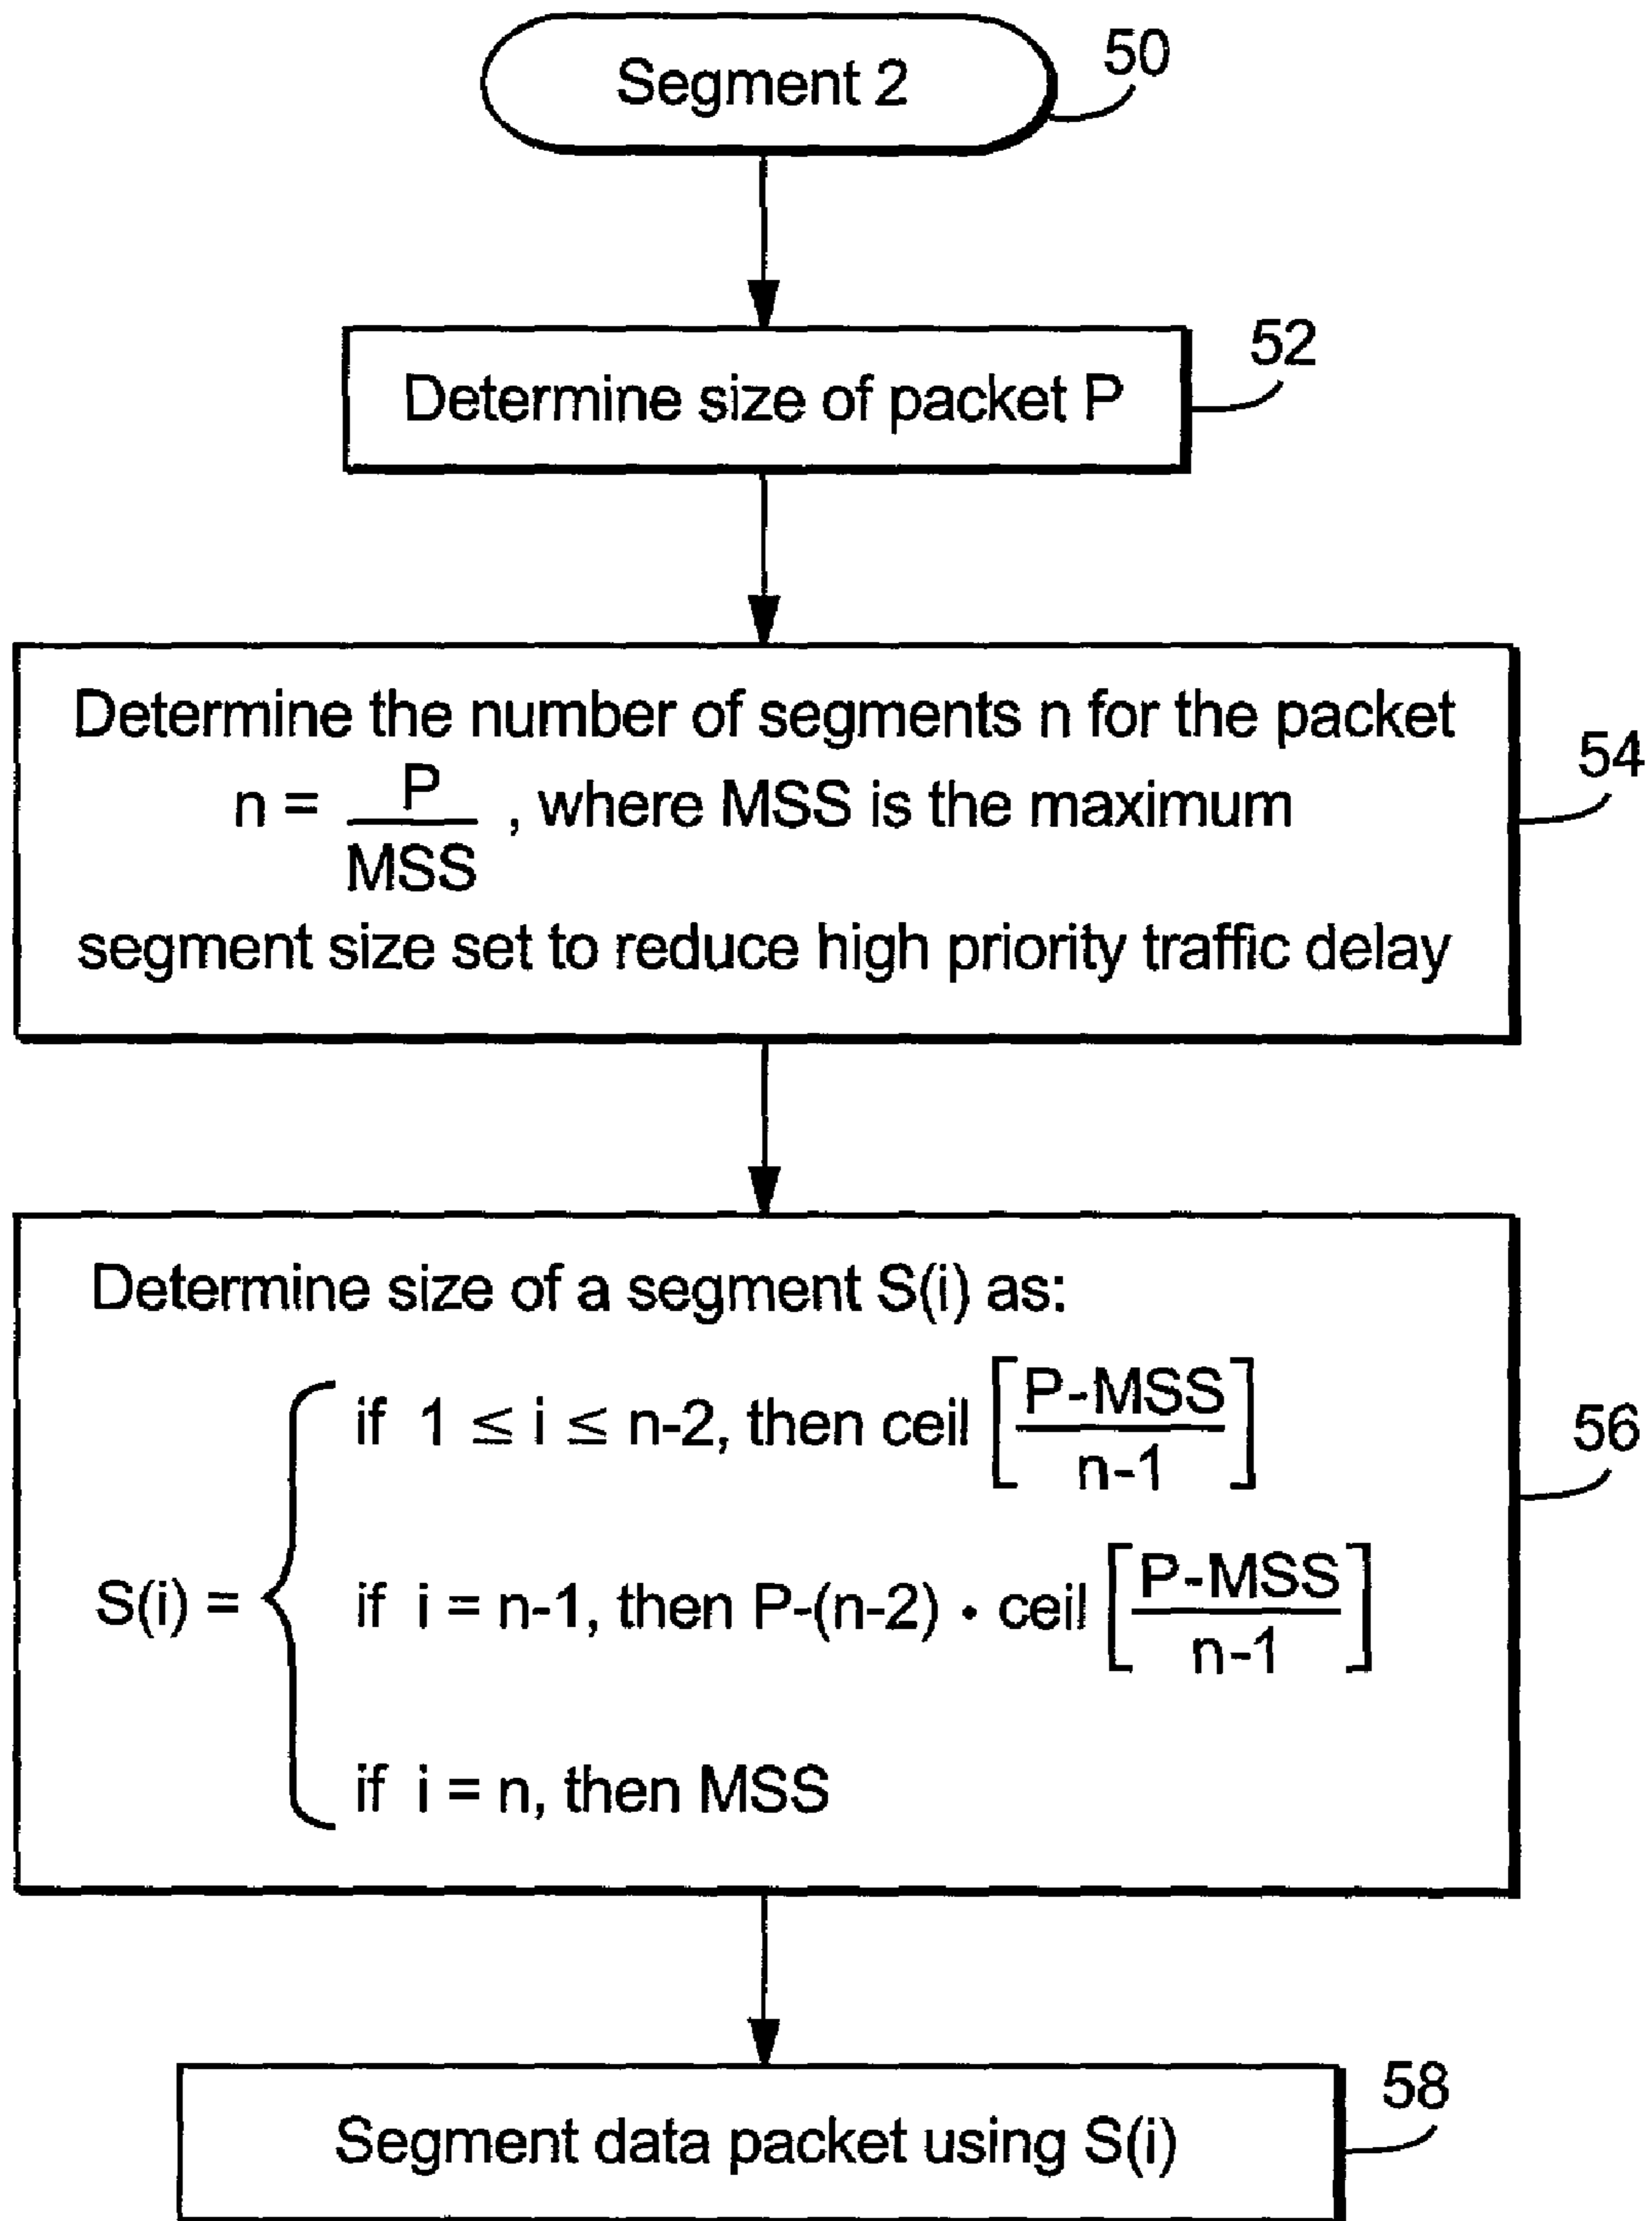 Segment 2
50
Determine size of packet P
52
Determine the number of segments n for the packet
n = P/MSS , where MSS is the maximum
segment size set to reduce high priority traffic delay
54
Determine size of a segment S(i) as:
if 1 ≤ i ≤ n-2, then ceil [P-MSS/n-1]
S(i) = { if i = n-1, then P-(n-2) • ceil [P-MSS/n-1]
if i = n, then MSS
56
Segment data packet using S(i)
58